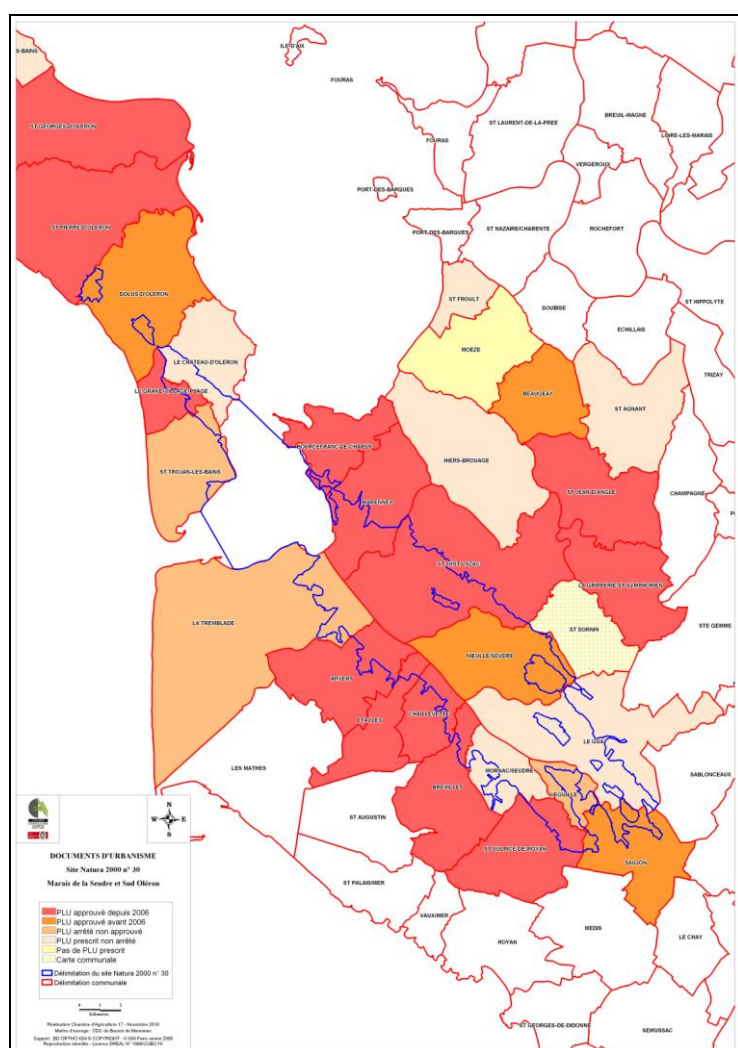 S-BAINS
ILE-D'AIX
FOURAS
ST LAURENT-DE-LA-PREE
BREUIL-MAGNE
LOIRE-LES-MARAIS
FOURAS
VERGEROUX
ST GEORGES-D'OLERON
PORT-DES-BARQUES
ST PIERRE-D'OLERON
PORT-DES-BARQUES
ST NAZAIRE/CHARENTE
ROCHEFORT
DOLUS-D'OLERON
ST FROULT
SOUBISE
ST HIPPOLYTE
ECHILLAIS
MOEZE
LE CHATEAU-D'OLERON
TRIZAY
LE GRAND-VILLAGE-PLAGE
BEAUGEAY
ST AGNANT
BOURCEFRANC-LE-CHAPUS
HIERS-BROUAGE
ST TROJAN-LES-BAINS
ST JEAN-D'ANGLE
MARENNES
CHAMPAGNE
ST JUST-LUZAC
LA GRIPPERIE-ST-SYMPHORIEN
LA TREMBLADE
ST SORNIN
STE GEMME
NIEULLE/SEUDRE
ARVERT
CHAILLEVETTE
ETAULES
LE GUA
LES MATHES
MORNAC/SEUDRE
SABLONCEAUX
BREUILLET
L'EGUILLE
ST AUGUSTIN
ST SULPICE-DE-ROYAN
SAUJON
ST PALAIS/MER
VAUX/MER
MEDIS
ROYAN
LE CHAY
ST GEORGES-DE-DIDONNE
SEMUSSAC
N
W E
S
DOCUMENTS D'URBANISME
Site Natura 2000 n° 30
Marais de la Seudre et Sud Oléron
PLU approuvé depuis 2006
PLU approuvé avant 2006
PLU arrêté non approuvé
PLU prescrit non arrêté
Pas de PLU prescrit
Carte communale
Délimitation du site Natura 2000 n° 30
Délimitation communale
Kilomètres
Réalisation Chambre d'Agriculture 17 - Novembre 2010
Maître d'ouvrage : CDC du Bassin de Marennes